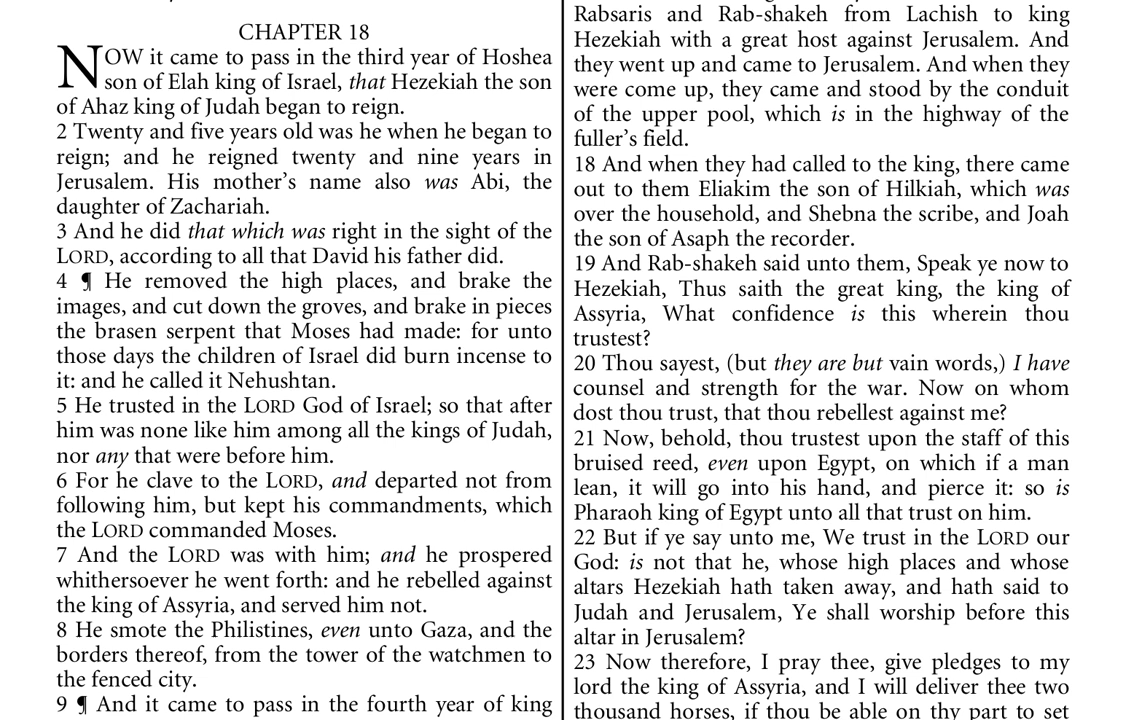 CHAPTER 18
NOW it came to pass in the third year of Hoshea
son of Elah king of Israel, that Hezekiah the son
of Ahaz king of Judah began to reign.
2 Twenty and five years old was he when he began to
reign; and he reigned twenty and nine years in
Jerusalem. His mother’s name also was Abi, the
daughter of Zachariah.
3 And he did that which was right in the sight of the
LORD, according to all that David his father did.
4 ¶ He removed the high places, and brake the
images, and cut down the groves, and brake in pieces
the brasen serpent that Moses had made: for unto
those days the children of Israel did burn incense to
it: and he called it Nehushtan.
5 He trusted in the LORD God of Israel; so that after
him was none like him among all the kings of Judah,
nor any that were before him.
6 For he clave to the LORD, and departed not from
following him, but kept his commandments, which
the LORD commanded Moses.
7 And the LORD was with him; and he prospered
whithersoever he went forth: and he rebelled against
the king of Assyria, and served him not.
8 He smote the Philistines, even unto Gaza, and the
borders thereof, from the tower of the watchmen to
the fenced city.
9 ¶ And it came to pass in the fourth year of king
Rabsaris and Rab-shakeh from Lachish to king
Hezekiah with a great host against Jerusalem. And
they went up and came to Jerusalem. And when they
were come up, they came and stood by the conduit
of the upper pool, which is in the highway of the
fuller’s field.
18 And when they had called to the king, there came
out to them Eliakim the son of Hilkiah, which was
over the household, and Shebna the scribe, and Joah
the son of Asaph the recorder.
19 And Rab-shakeh said unto them, Speak ye now to
Hezekiah, Thus saith the great king, the king of
Assyria, What confidence is this wherein thou
trustest?
20 Thou sayest, (but they are but vain words,) I have
counsel and strength for the war. Now on whom
dost thou trust, that thou rebellest against me?
21 Now, behold, thou trustest upon the staff of this
bruised reed, even upon Egypt, on which if a man
lean, it will go into his hand, and pierce it: so is
Pharaoh king of Egypt unto all that trust on him.
22 But if ye say unto me, We trust in the LORD our
God: is not that he, whose high places and whose
altars Hezekiah hath taken away, and hath said to
Judah and Jerusalem, Ye shall worship before this
altar in Jerusalem?
23 Now therefore, I pray thee, give pledges to my
lord the king of Assyria, and I will deliver thee two
thousand horses, if thou be able on thy part to set